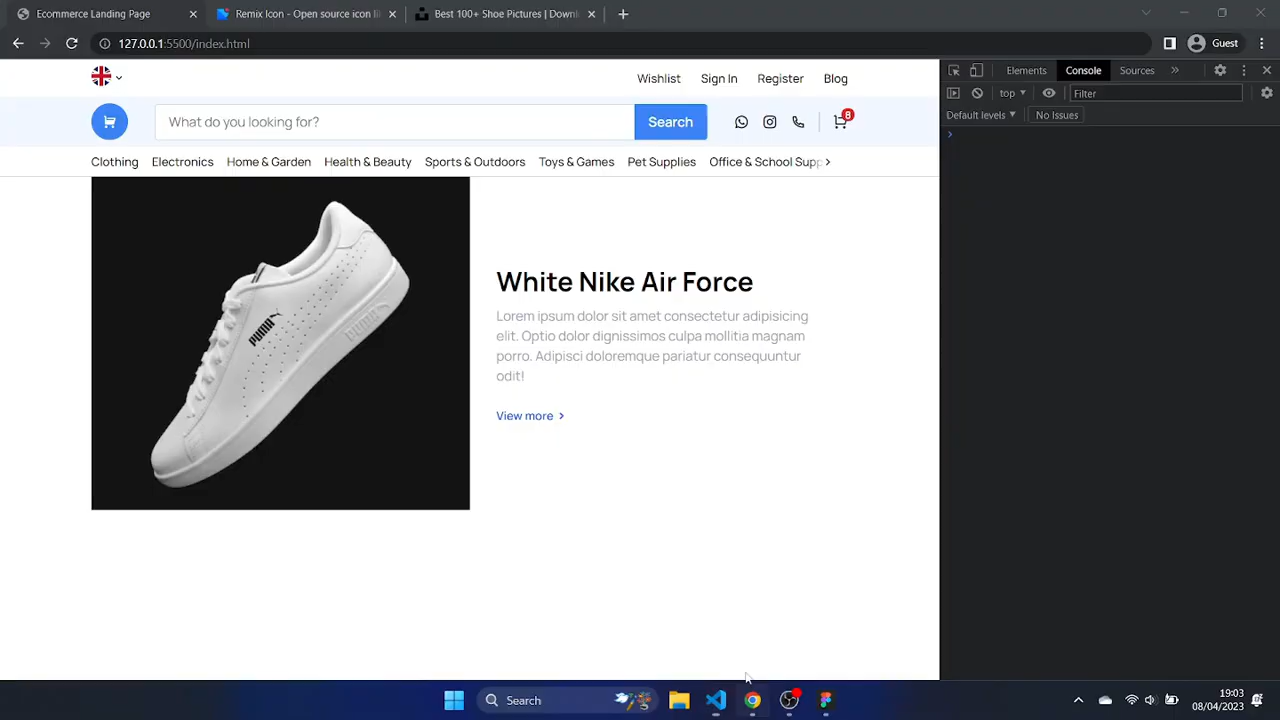 Ecommerce Landing Page
Remix Icon - Open source icon li
Best 100+ Shoe Pictures | Downl
127.0.0.1:5500/index.html
Guest
Wishlist
Sign In
Register
Blog
What do you looking for?
Search
8
Clothing
Electronics
Home & Garden
Health & Beauty
Sports & Outdoors
Toys & Games
Pet Supplies
Office & School Supp
PUMA
White Nike Air Force
Lorem ipsum dolor sit amet consectetur adipisicing
elit. Optio dolor dignissimos culpa mollitia magnam
porro. Adipisci doloremque pariatur consequuntur
odit!
View more
Elements
Console
Sources
top
Filter
Default levels
No Issues
Search
19:03
08/04/2023